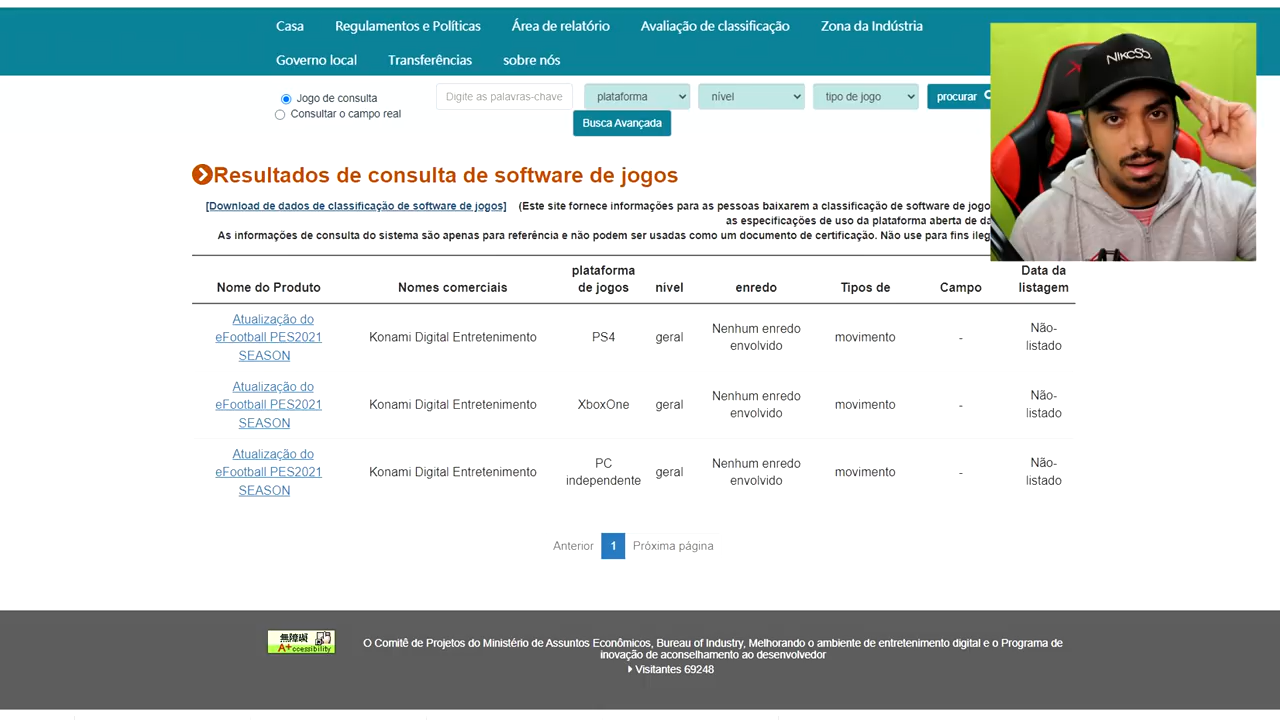 Casa Regulamentos e Políticas Área de relatório Avaliação de classificação Zona da Indústria
Governo local Transferências sobre nós
Jogo de consulta
Consultar o campo real
Digite as palavras-chave plataforma nível tipo de jogo procurar
Busca Avançada
Resultados de consulta de software de jogos
[Download de dados de classificação de software de jogos] (Este site fornece informações para as pessoas baixarem a classificação de software de jogo
as especificações de uso da plataforma aberta de da
As informações de consulta do sistema são apenas para referência e não podem ser usadas como um documento de certificação. Não use para fins ileg
Nome do Produto Nomes comerciais plataforma de jogos nível enredo Tipos de Campo Data da listagem
Atualização do
eFootball PES2021
SEASON
Konami Digital Entretenimento PS4 geral Nenhum enredo envolvido movimento - Não-listado
Atualização do
eFootball PES2021
SEASON
Konami Digital Entretenimento XboxOne geral Nenhum enredo envolvido movimento - Não-listado
Atualização do
eFootball PES2021
SEASON
Konami Digital Entretenimento PC independente geral Nenhum enredo envolvido movimento - Não-listado
Anterior 1 Próxima página
無障礙
A+ccessibility
O Comitê de Projetos do Ministério de Assuntos Econômicos, Bureau of Industry, Melhorando o ambiente de entretenimento digital e o Programa de
inovação de aconselhamento ao desenvolvedor
Visitantes 69248